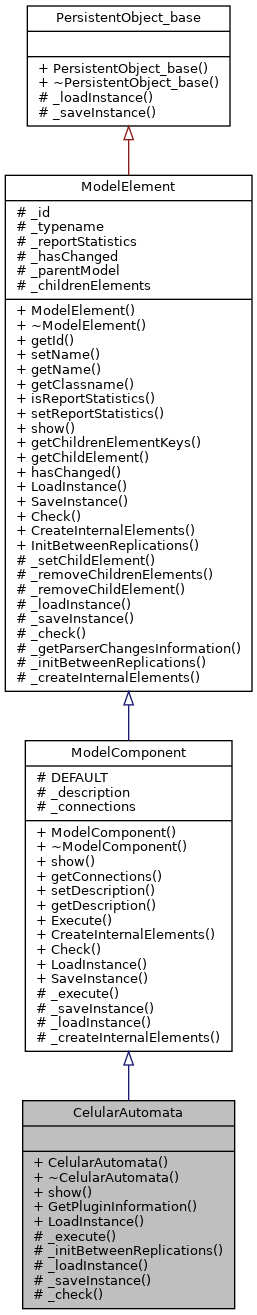 PersistentObject_base
+ PersistentObject_base()
+ ~PersistentObject_base()
# _loadInstance()
# _saveInstance()
ModelElement
# _id
# _typename
# _reportStatistics
# _hasChanged
# _parentModel
# _childrenElements
+ ModelElement()
+ ~ModelElement()
+ getId()
+ setName()
+ getName()
+ getClassname()
+ isReportStatistics()
+ setReportStatistics()
+ show()
+ getChildrenElementKeys()
+ getChildElement()
+ hasChanged()
+ LoadInstance()
+ SaveInstance()
+ Check()
+ CreateInternalElements()
+ InitBetweenReplications()
# _setChildElement()
# _removeChildrenElements()
# _removeChildElement()
# _loadInstance()
# _saveInstance()
# _check()
# _getParserChangesInformation()
# _initBetweenReplications()
# _createInternalElements()
ModelComponent
# DEFAULT
# _description
# _connections
+ ModelComponent()
+ ~ModelComponent()
+ show()
+ getConnections()
+ setDescription()
+ getDescription()
+ Execute()
+ CreateInternalElements()
+ Check()
+ LoadInstance()
+ SaveInstance()
# _execute()
# _saveInstance()
# _loadInstance()
# _createInternalElements()
CelularAutomata
+ CelularAutomata()
+ ~CelularAutomata()
+ show()
+ GetPluginInformation()
+ LoadInstance()
# _execute()
# _initBetweenReplications()
# _loadInstance()
# _saveInstance()
# _check()